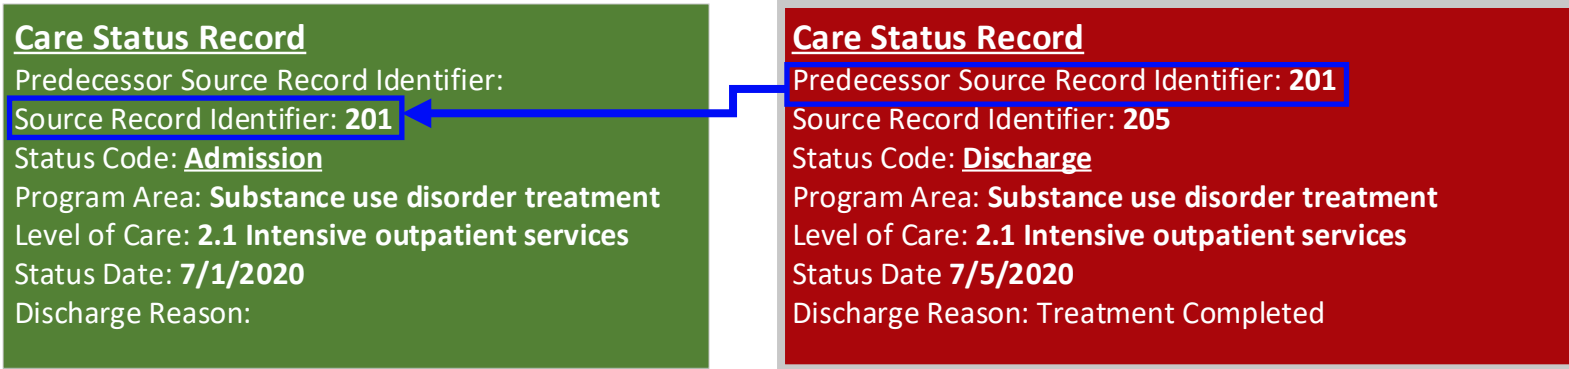 Care Status Record
Predecessor Source Record Identifier:
Source Record Identifier: 201
Status Code: Admission
Program Area: Substance use disorder treatment
Level of Care: 2.1 Intensive outpatient services
Status Date: 7/1/2020
Discharge Reason:
Care Status Record
Predecessor Source Record Identifier: 201
Source Record Identifier: 205
Status Code: Discharge
Program Area: Substance use disorder treatment
Level of Care: 2.1 Intensive outpatient services
Status Date 7/5/2020
Discharge Reason: Treatment Completed